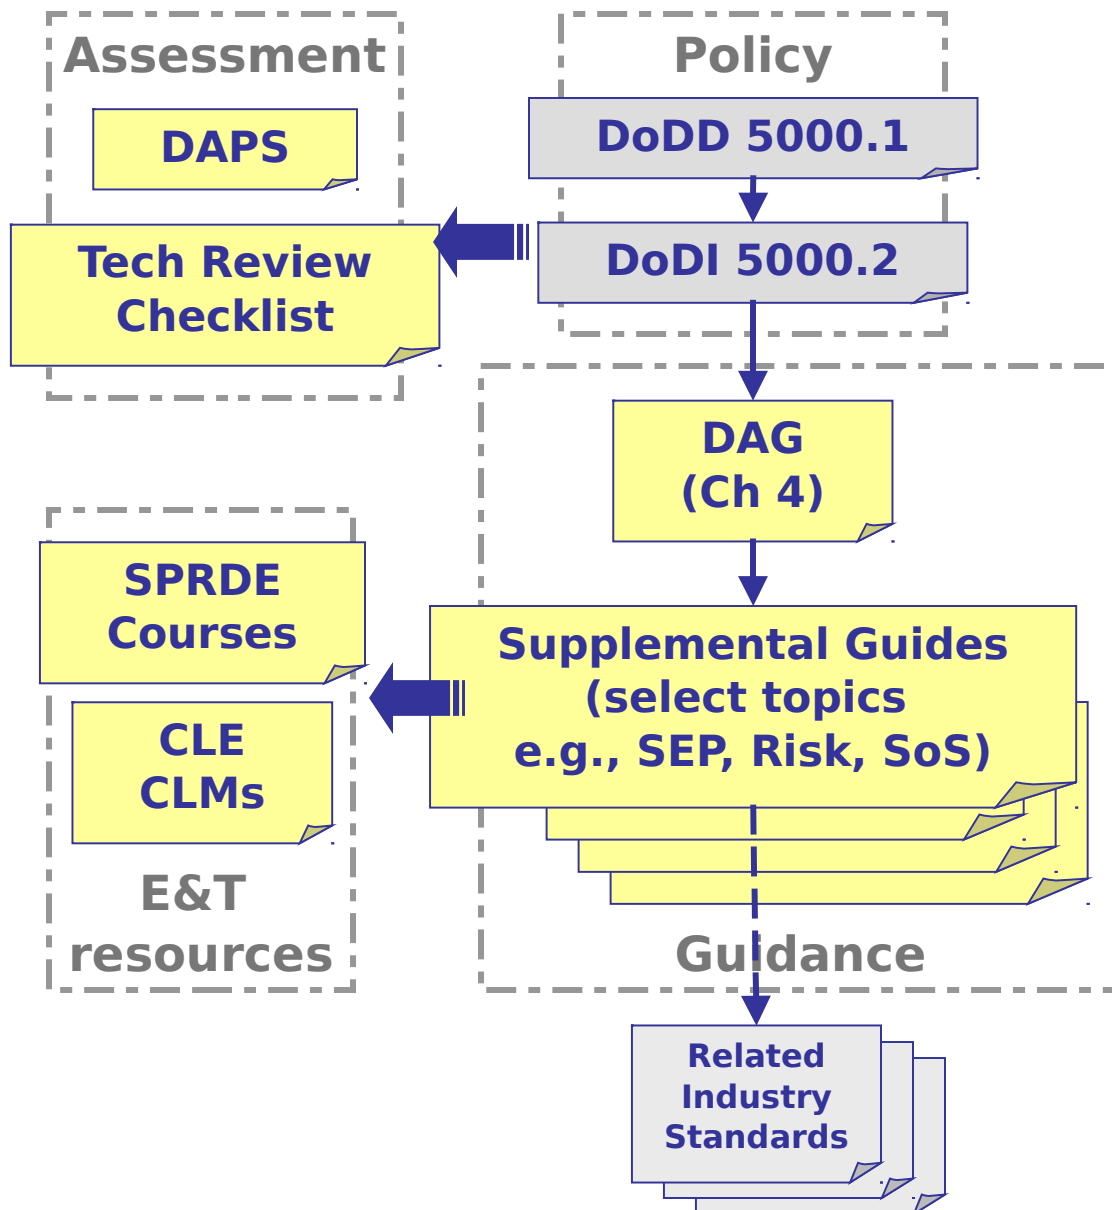 Assessment
DAPS
Tech Review
Checklist
Policy
DoDD 5000.1
DoDI 5000.2
DAG
(Ch 4)
SPRDE
Courses
CLE
CLMs
E&T
resources
Supplemental Guides
(select topics
e.g., SEP, Risk, SoS)
Guidance
Related
Industry
Standards